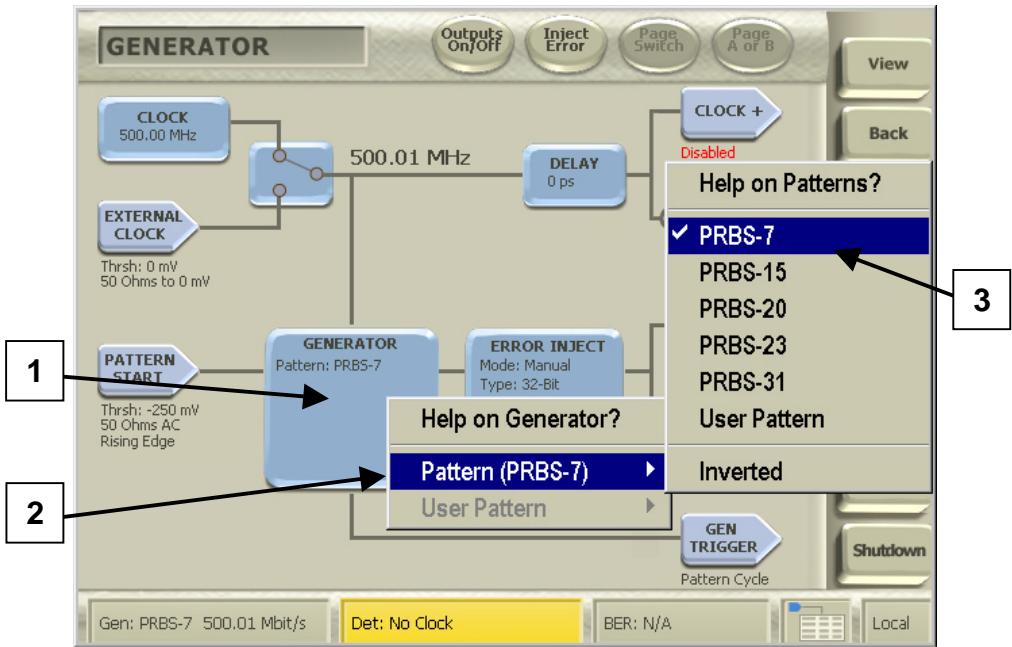 GENERATOR
Outputs
On/Off
Inject
Error
Page
Switch
Page
A or B
View
Back
CLOCK
500.00 MHz
500.01 MHz
DELAY
0 ps
CLOCK +
Disabled
EXTERNAL
CLOCK
Thrsh: 0 mV
50 Ohms to 0 mV
Help on Patterns?
PRBS-7
PRBS-15
PRBS-20
PRBS-23
PRBS-31
User Pattern
Inverted
3
1
PATTERN
START
Thrsh: -250 mV
50 Ohms AC
Rising Edge
GENERATOR
Pattern: PRBS-7
ERROR INJECT
Mode: Manual
Type: 32-Bit
Help on Generator?
Pattern (PRBS-7)
User Pattern
2
GEN
TRIGGER
Pattern Cycle
Shutdown
Gen: PRBS-7 500.01 Mbit/s
Det: No Clock
BER: N/A
Local